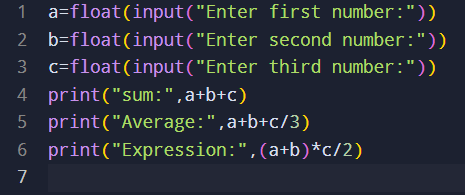 1 a=float(input("Enter first number:"))
2 b=float(input("Enter second number:"))
3 c=float(input("Enter third number:"))
4 print("sum:",a+b+c)
5 print("Average:",a+b+c/3)
6 print("Expression:",(a+b)*c/2)
7